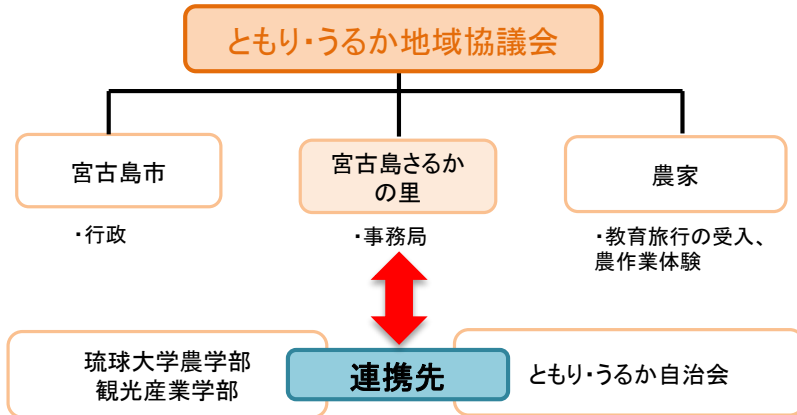 ともり・うるか地域協議会
宮古島市
宮古島さるか
の里
農家
・行政
・事務局
・教育旅行の受入、
農作業体験
琉球大学農学部
観光産業学部
連携先
ともり・うるか自治会